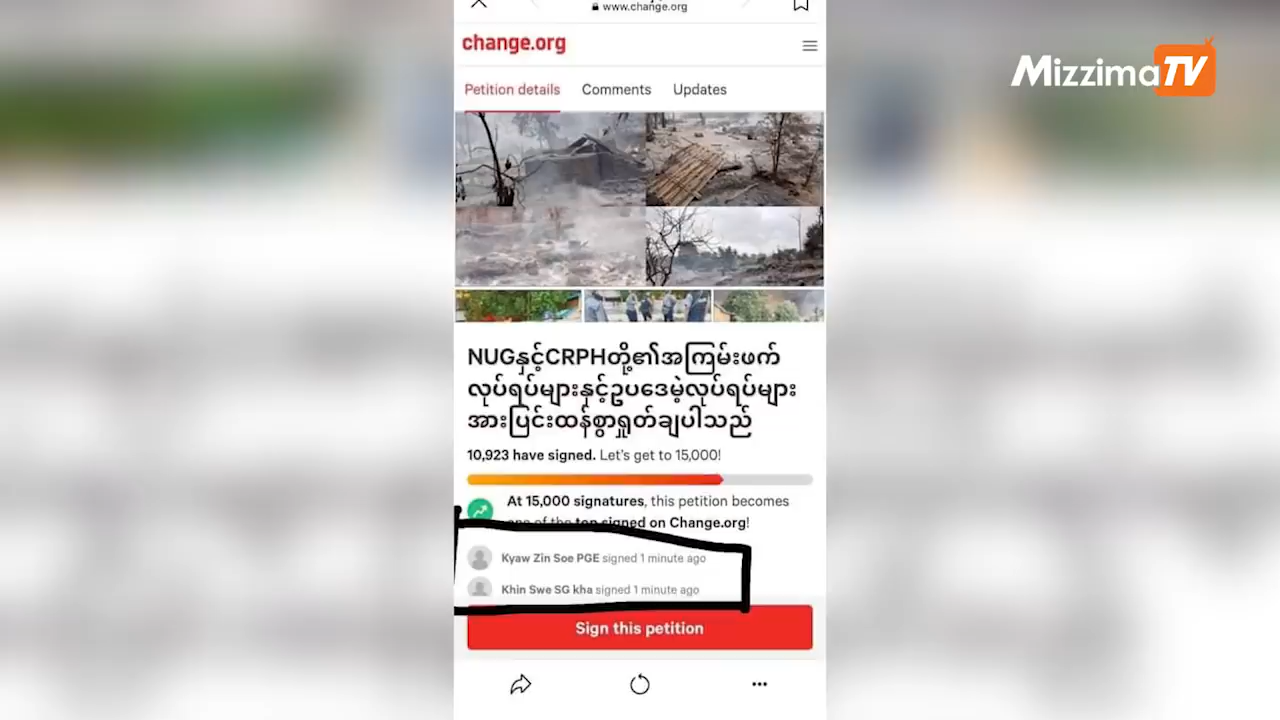 www.change.org
change.org
MizzimaTV
Petition details Comments Updates
NUGနှင့်CRPHတို့၏အကြမ်းဖက်
လုပ်ရပ်များနှင့်ဥပဒေမဲ့လုပ်ရပ်များ
အားပြင်းထန်စွာရှုတ်ချပါသည်
10,923 have signed. Let's get to 15,000!
At 15,000 signatures, this petition becomes
one of the top signed on Change.org!
Kyaw Zin Soe PGE signed 1 minute ago
Khin Swe SG kha signed 1 minute ago
Sign this petition